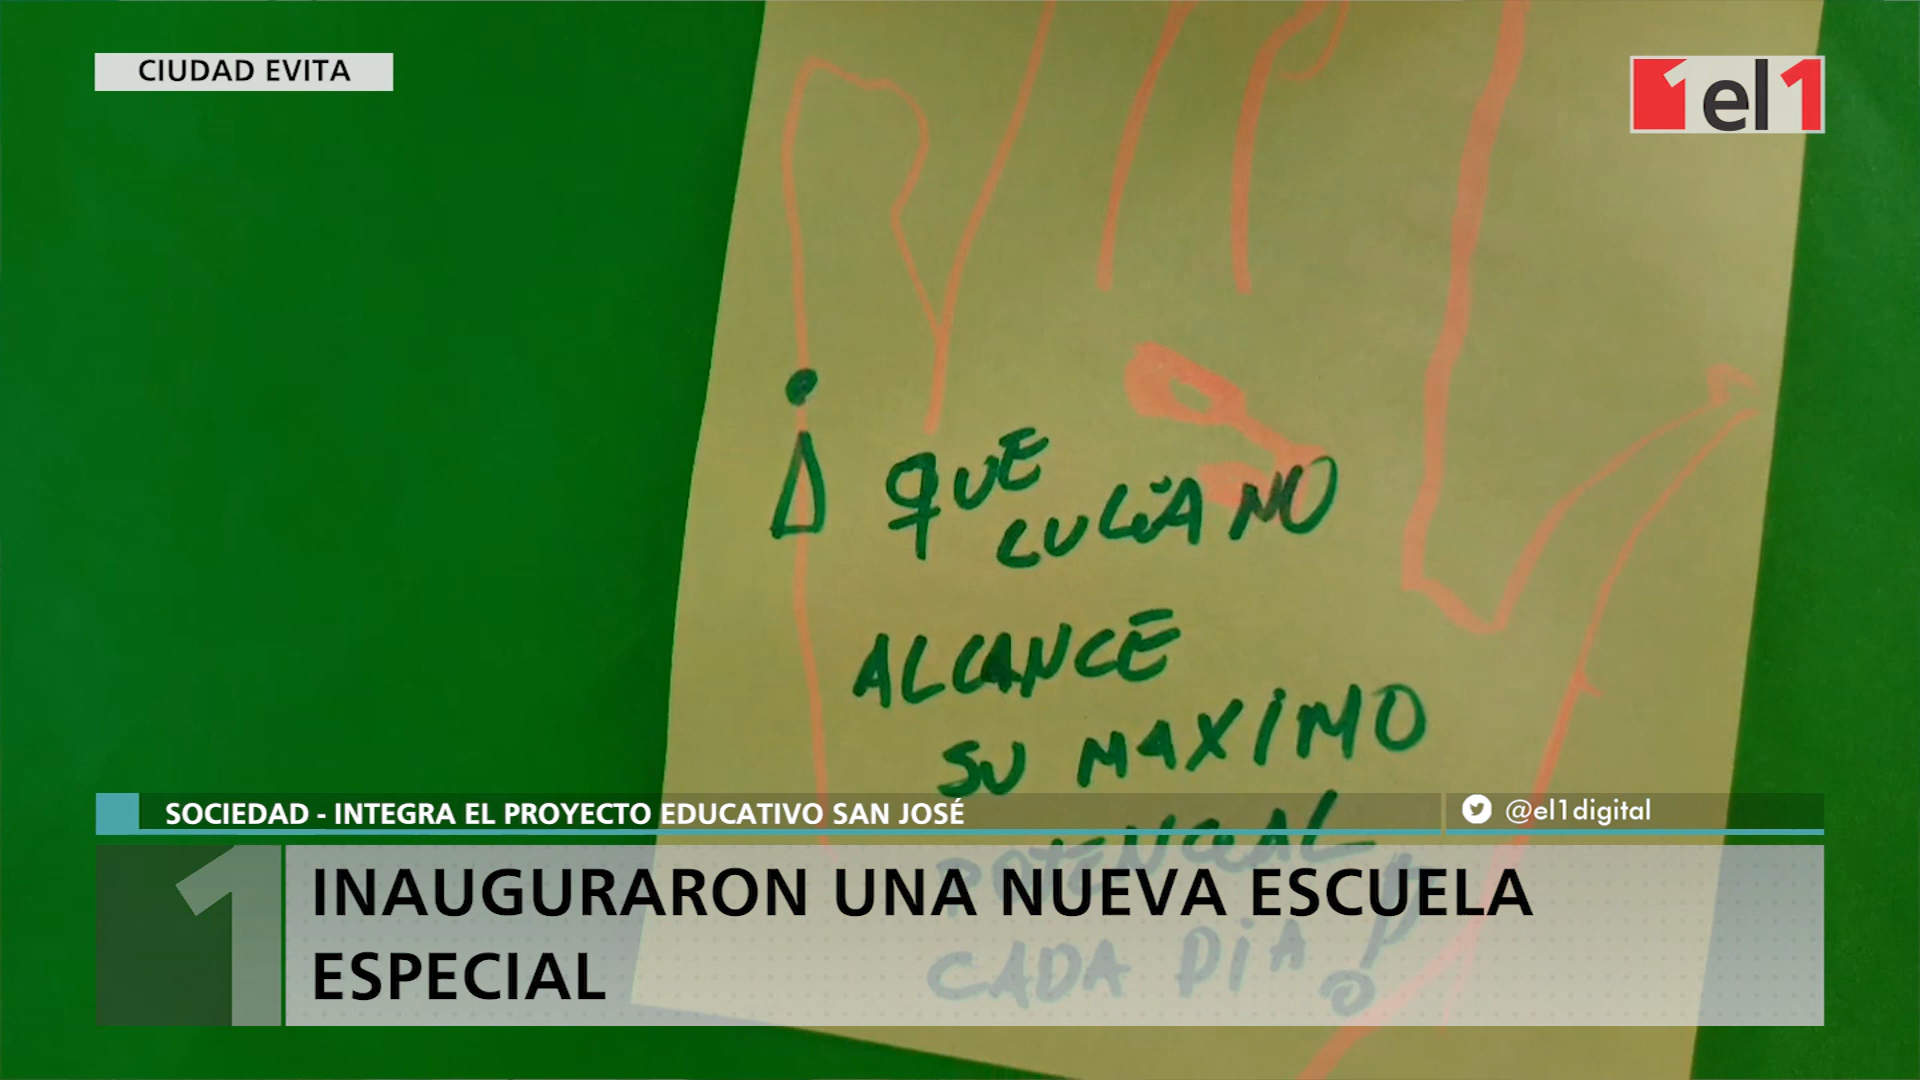 CIUDAD EVITA
1 el1
¡ QUE
LUCIANO
ALCANCE
SU MAXIMO
POTENCIAL
CADA DIA !
SOCIEDAD - INTEGRA EL PROYECTO EDUCATIVO SAN JOSÉ
@el1digital
1
INAUGURARON UNA NUEVA ESCUELA
ESPECIAL